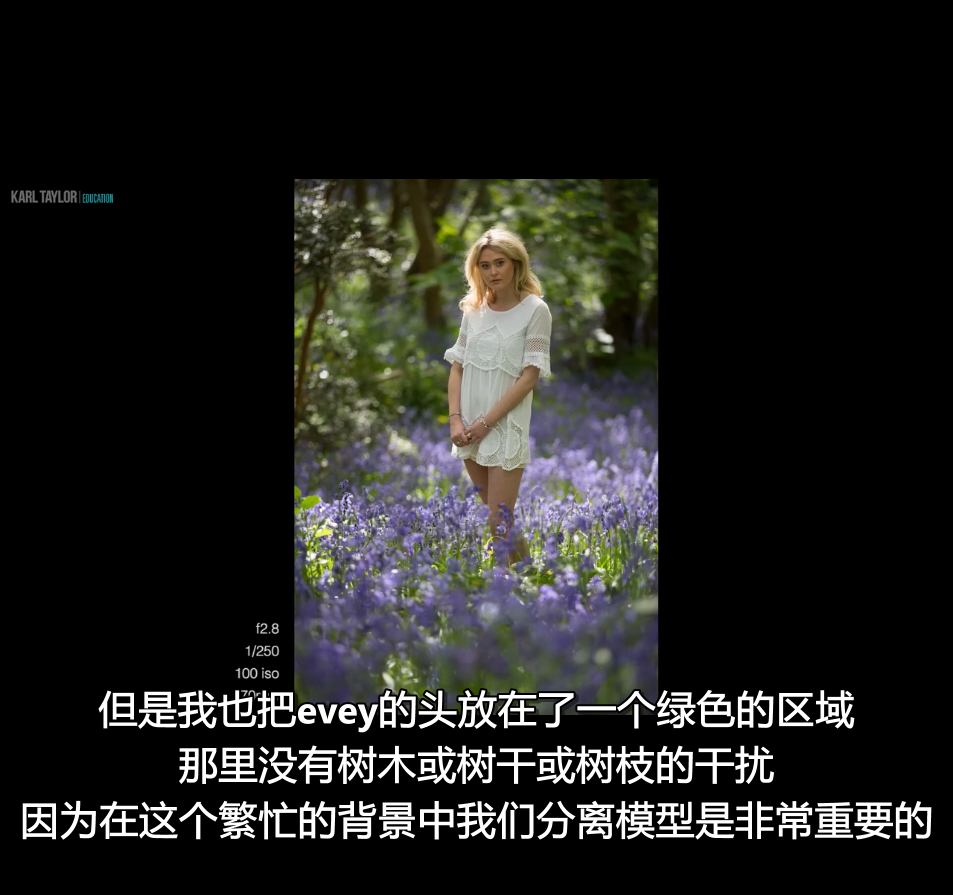 KARL TAYLOR | EDUCATION
f2.8
1/250
100 iso
但是我也把evey的头放在了一个绿色的区域
那里没有树木或树干或树枝的干扰
因为在这个繁忙的背景中我们分离模型是非常重要的